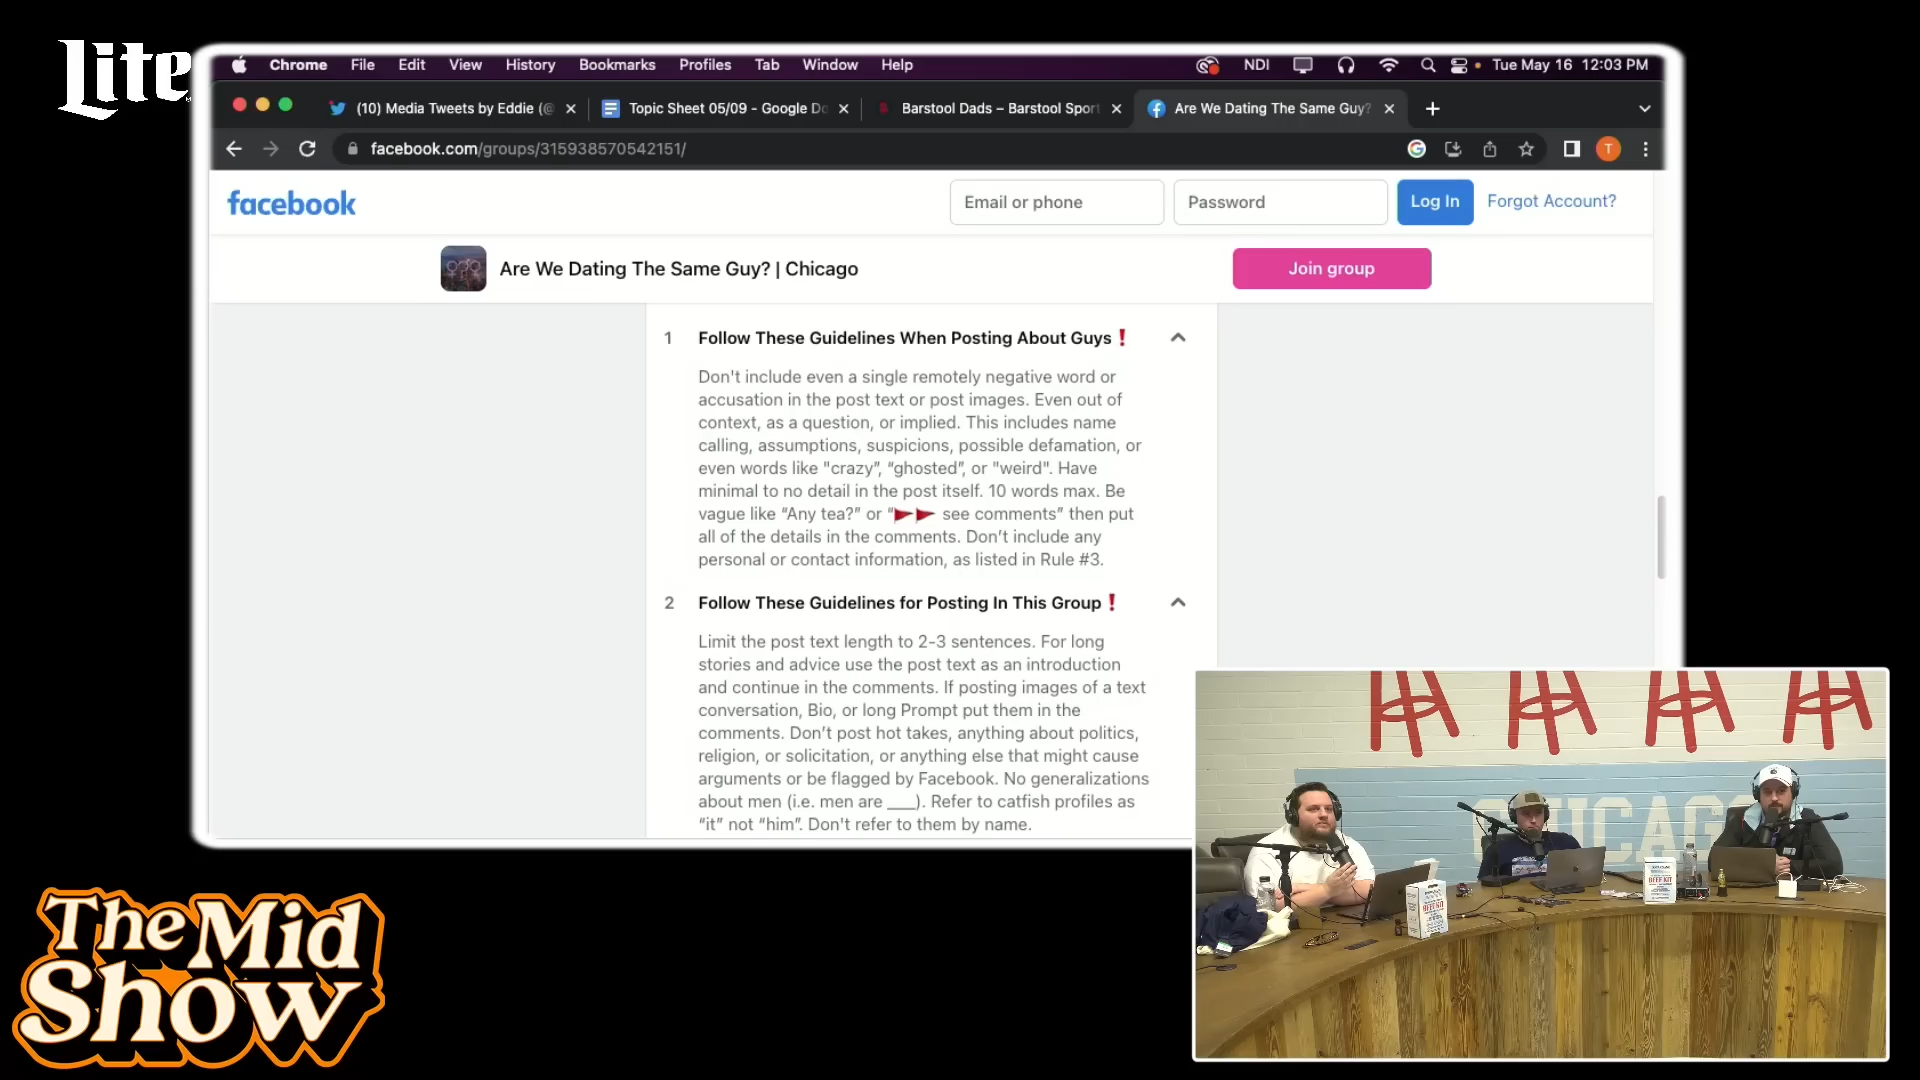 Lite
Chrome File Edit View History Bookmarks Profiles Tab Window Help NDI Tue May 16 12:03 PM
(10) Media Tweets by Eddie (@
Topic Sheet 05/09 - Google Do
Barstool Dads – Barstool Sport
Are We Dating The Same Guy?
facebook.com/groups/315938570542151/
T
facebook
Email or phone
Password
Log In
Forgot Account?
Are We Dating The Same Guy? | Chicago
Join group
1 Follow These Guidelines When Posting About Guys❗
Don't include even a single remotely negative word or
accusation in the post text or post images. Even out of
context, as a question, or implied. This includes name
calling, assumptions, suspicions, possible defamation, or
even words like "crazy”, “ghosted”, or "weird". Have
minimal to no detail in the post itself. 10 words max. Be
vague like “Any tea?” or “🚩🚩 see comments” then put
all of the details in the comments. Don’t include any
personal or contact information, as listed in Rule #3.
2 Follow These Guidelines for Posting In This Group❗
Limit the post text length to 2-3 sentences. For long
stories and advice use the post text as an introduction
and continue in the comments. If posting images of a text
conversation, Bio, or long Prompt put them in the
comments. Don’t post hot takes, anything about politics,
religion, or solicitation, or anything else that might cause
arguments or be flagged by Facebook. No generalizations
about men (i.e. men are ___). Refer to catfish profiles as
“it” not “him”. Don't refer to them by name.
CHICAGO
BEEF KIT
BEEF KIT
The Mid
Show